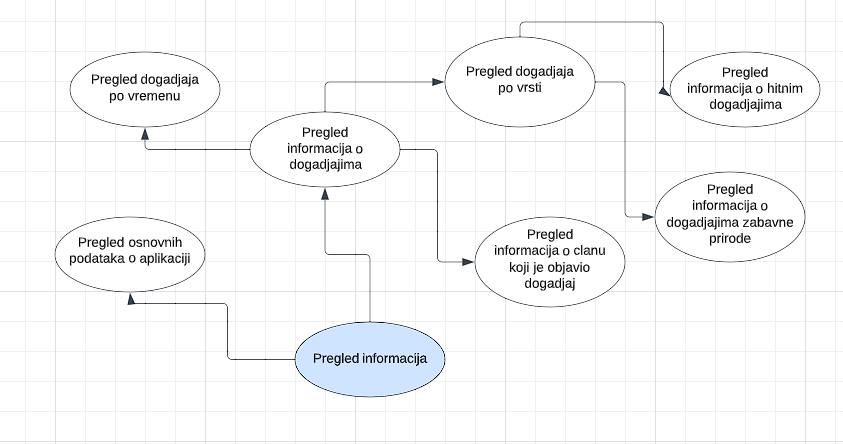 Pregled dogadjaja
po vremenu
Pregled
informacija o
dogadjajima
Pregled dogadjaja
po vrsti
Pregled
informacija o hitnim
dogadjajima
Pregled
informacija o
dogadjajima zabavne
prirode
Pregled
informacija o clanu
koji je objavio
dogadjaj
Pregled osnovnih
podataka o aplikaciji
Pregled informacija